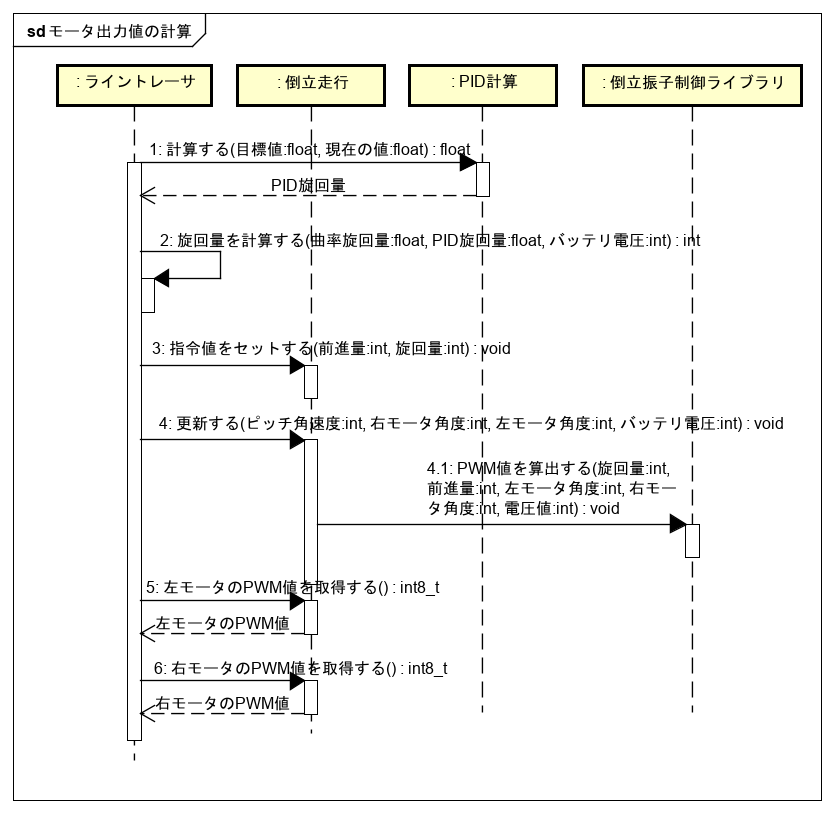 sd モータ出力値の計算
: ライントレーサ
: 倒立走行
: PID計算
: 倒立振子制御ライブラリ
1: 計算する(目標値:float, 現在の値:float) : float
PID旋回量
2: 旋回量を計算する(曲率旋回量:float, PID旋回量:float, バッテリ電圧:int) : int
3: 指令値をセットする(前進量:int, 旋回量:int) : void
4: 更新する(ピッチ角速度:int, 右モータ角度:int, 左モータ角度:int, バッテリ電圧:int) : void
4.1: PWM値を算出する(旋回量:int,
前進量:int, 左モータ角度:int, 右モー
タ角度:int, 電圧値:int) : void
5: 左モータのPWM値を取得する() : int8_t
左モータのPWM値
6: 右モータのPWM値を取得する() : int8_t
右モータのPWM値